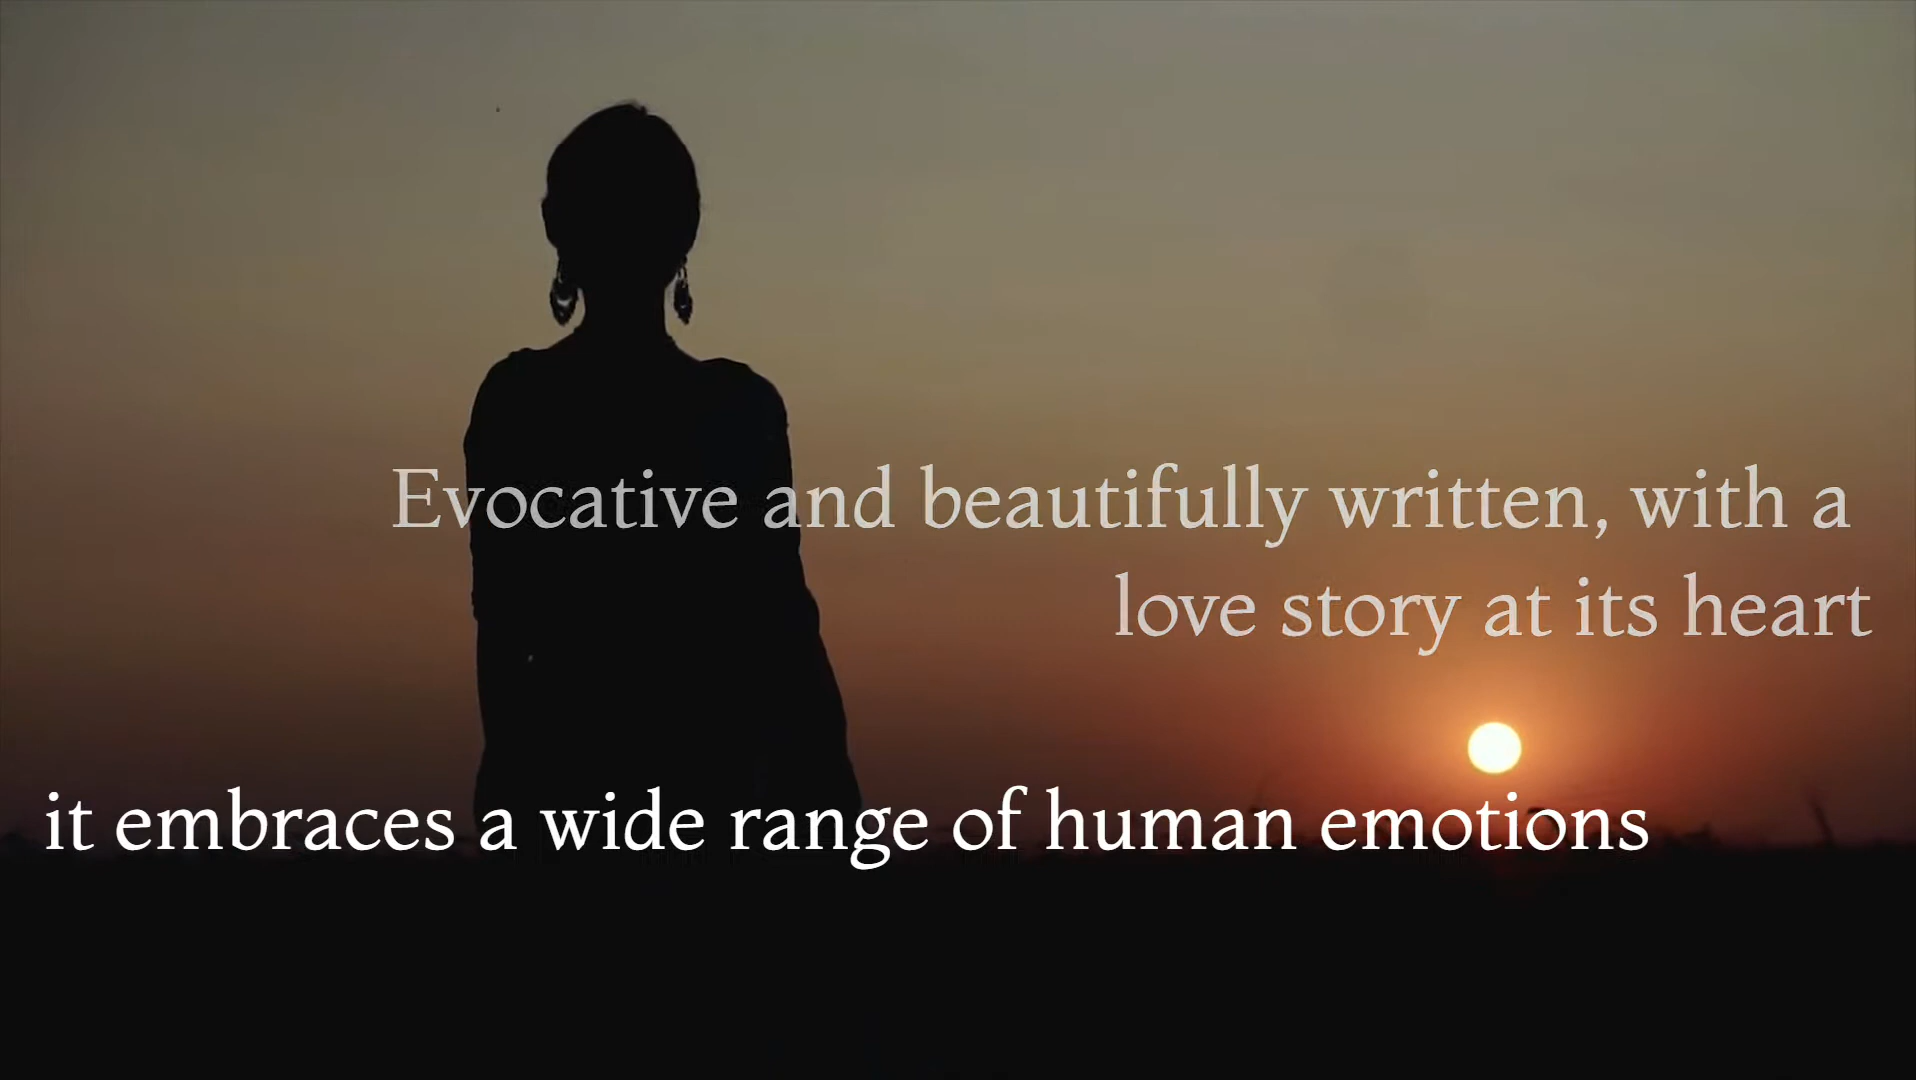 Evocative and beautifully written, with a
love story at its heart
it embraces a wide range of human emotions